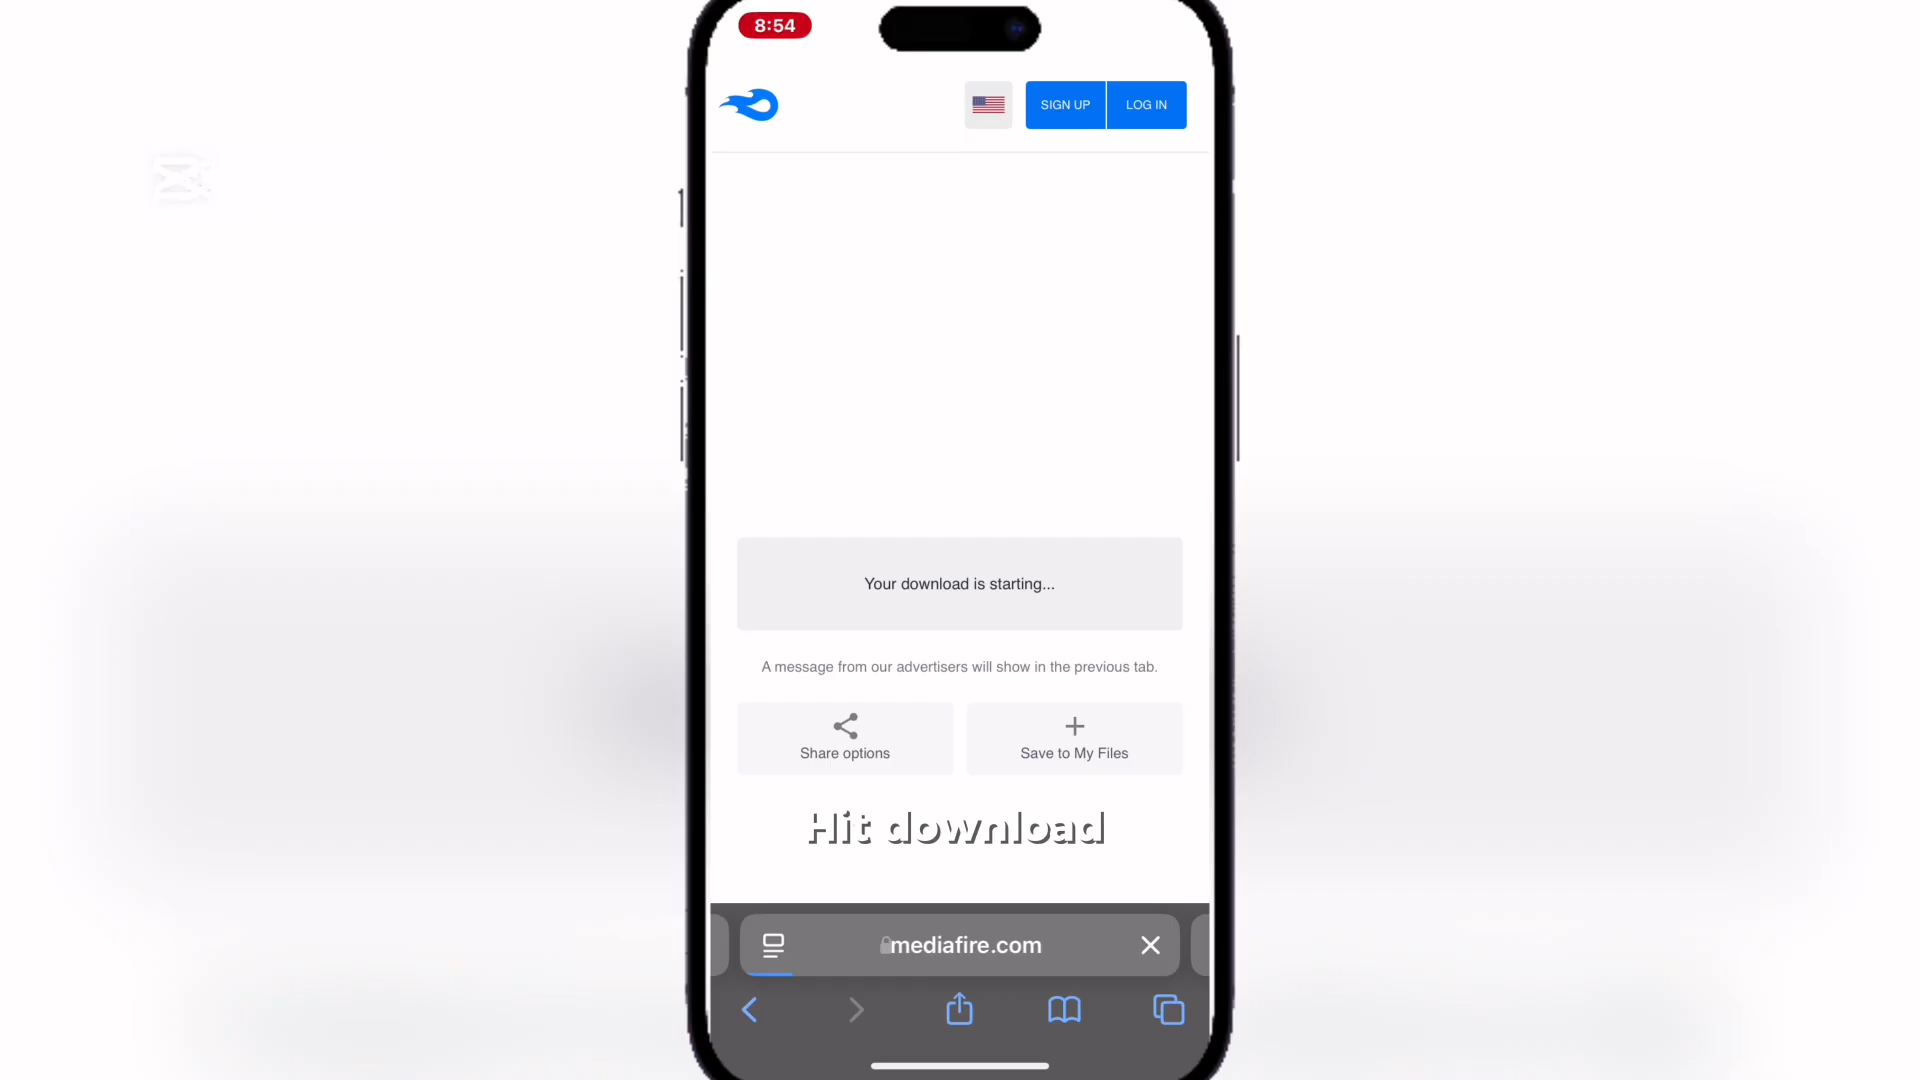 8:54
SIGN UP
LOG IN
Your download is starting...
A message from our advertisers will show in the previous tab.
Share options
Save to My Files
Hit download
mediafire.com